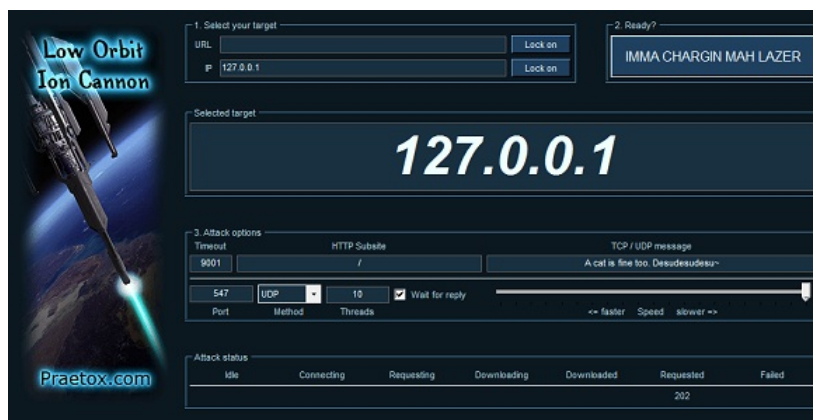 Low Orbit
Ion Cannon
Praetox.com
1. Select your target
URL Lock on
IP 127.0.0.1 Lock on
2. Ready?
IMMA CHARGIN MAH LAZER
Selected target
127.0.0.1
3. Attack options
Timeout HTTP Subsite TCP / UDP message
9001 / A cat is fine too. Desudesudesu~
547 UDP 10 Wait for reply
Port Method Threads <= faster Speed slower =>
Attack status
Idle Connecting Requesting Downloading Downloaded Requested Failed
202